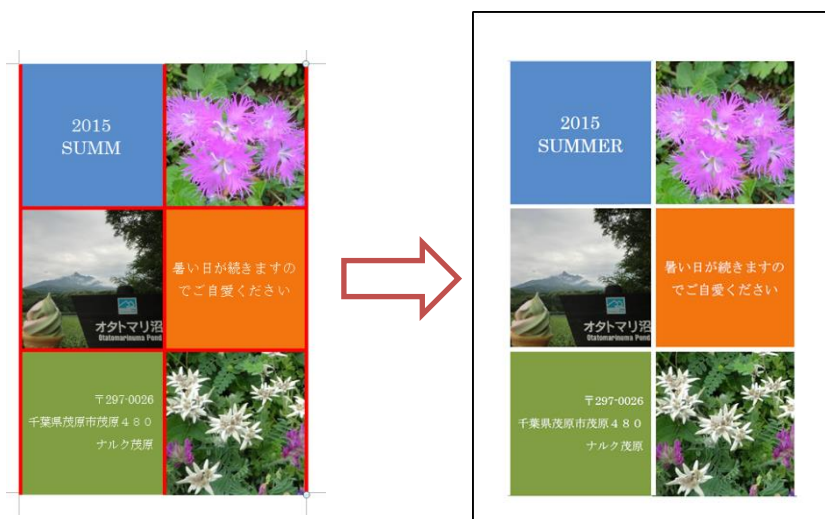 2015
SUMM
オタトマリ沼
Otatomarinuma Pond
暑い日が続きますの
でご自愛ください
〒297-0026
千葉県茂原市茂原４８０
ナルク茂原
2015
SUMMER
オタトマリ沼
Otatomarinuma Pond
暑い日が続きますの
でご自愛ください
〒297-0026
千葉県茂原市茂原４８０
ナルク茂原